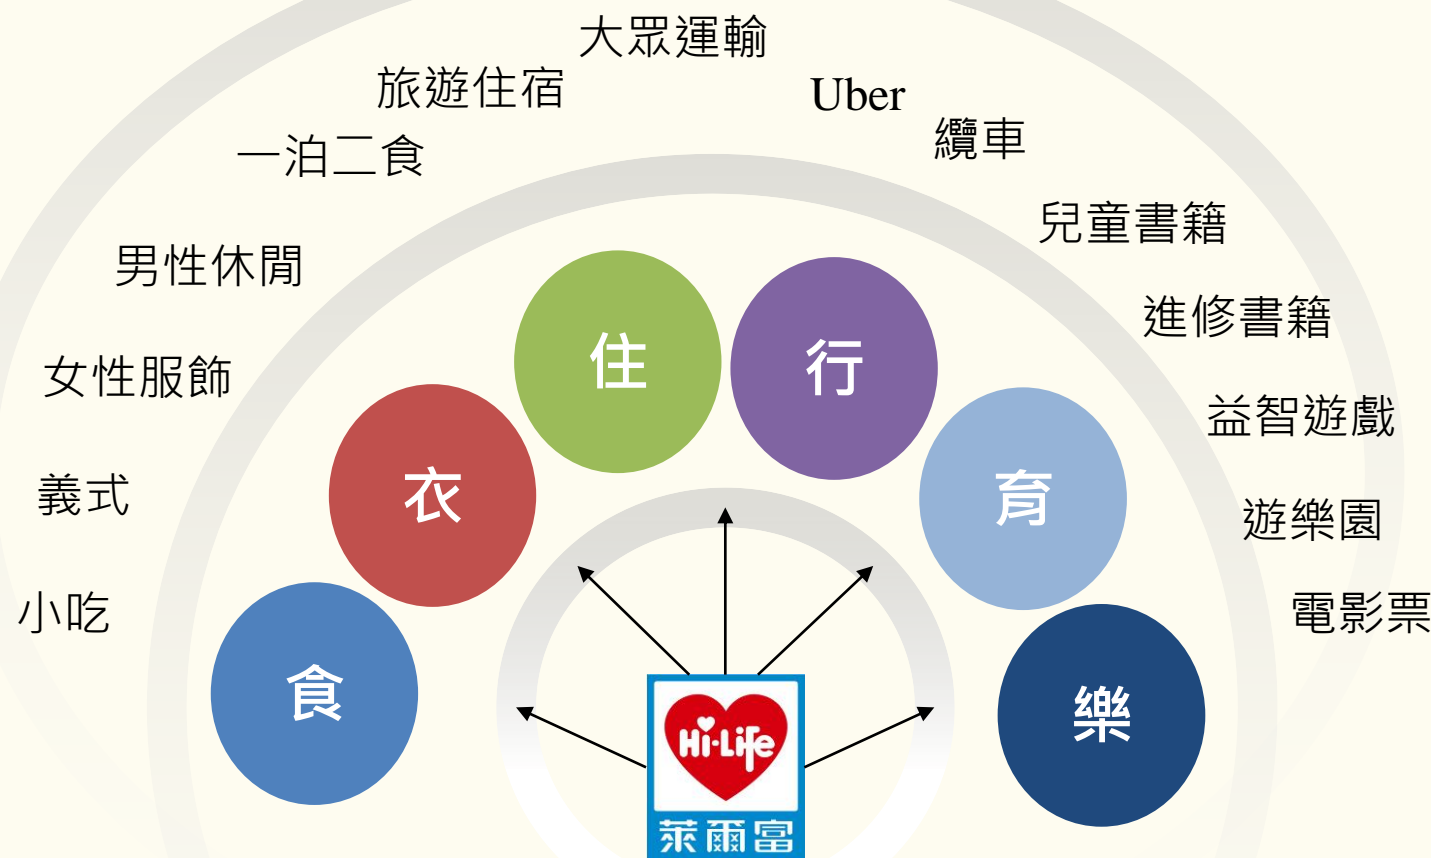 大眾運輸
旅遊住宿
Uber
一泊二食
纜車
男性休閒
兒童書籍
女性服飾
進修書籍
義式
益智遊戲
小吃
遊樂園
電影票
住
行
衣
育
食
樂
Hi-Life
萊爾富